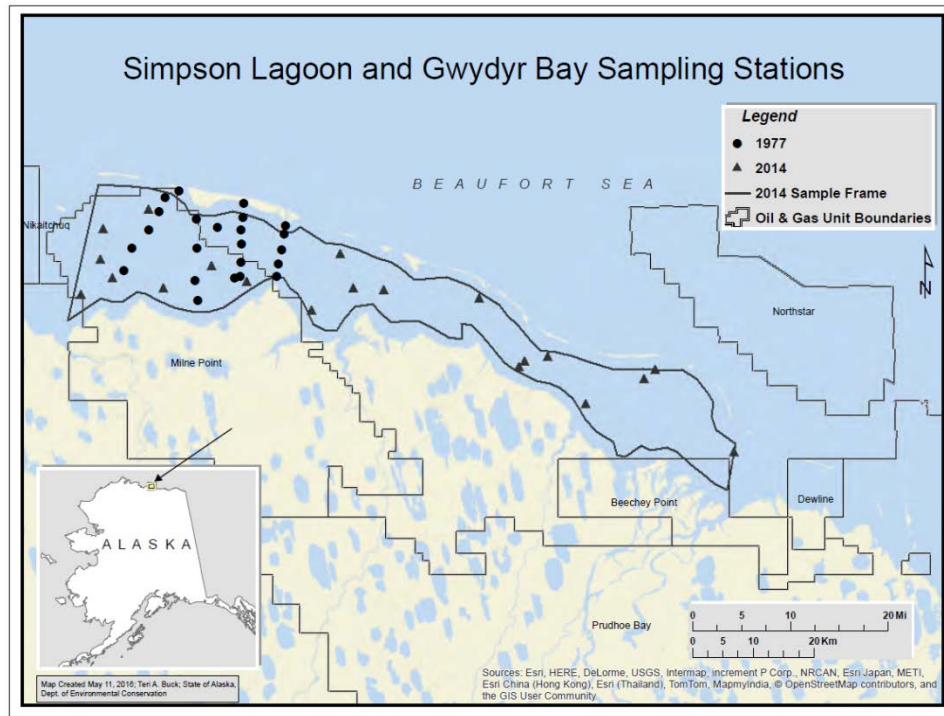 Simpson Lagoon and Gwydyr Bay Sampling Stations
Legend
1977
2014
2014 Sample Frame
Oil & Gas Unit Boundaries
BEAUFORT SEA
Nikaitchuq
N
Northstar
Milne Point
Beechey Point
Dewline
ALASKA
Prudhoe Bay
0 5 10 20 Mi
0 5 10 20 Km
Map Created May 11, 2016; Teri A. Buck; State of Alaska,
Dept. of Environmental Conservation
Sources: Esri, HERE, DeLorme, USGS, Intermap, increment P Corp., NRCAN, Esri Japan, METI,
Esri China (Hong Kong), Esri (Thailand), TomTom, MapmyIndia, © OpenStreetMap contributors, and
the GIS User Community